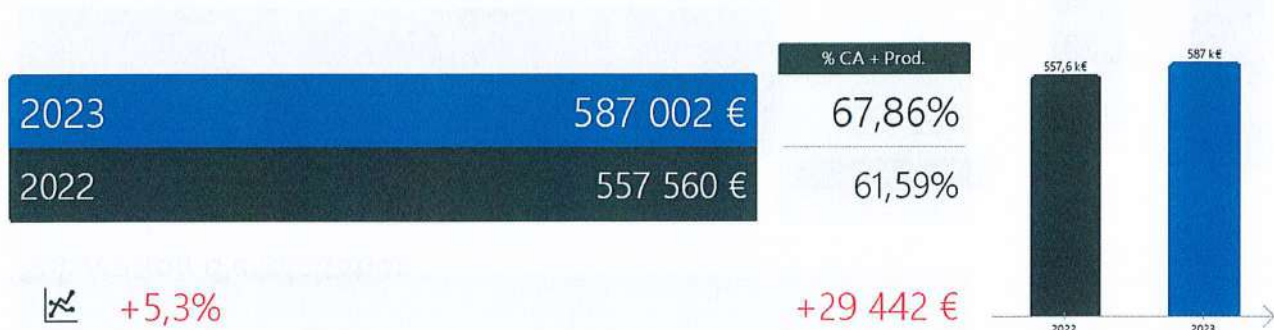 % CA + Prod.
2023 587 002 € 67,86%
2022 557 560 € 61,59%
+5,3% +29 442 €
557,6 k€ 587 k€
2022 2023